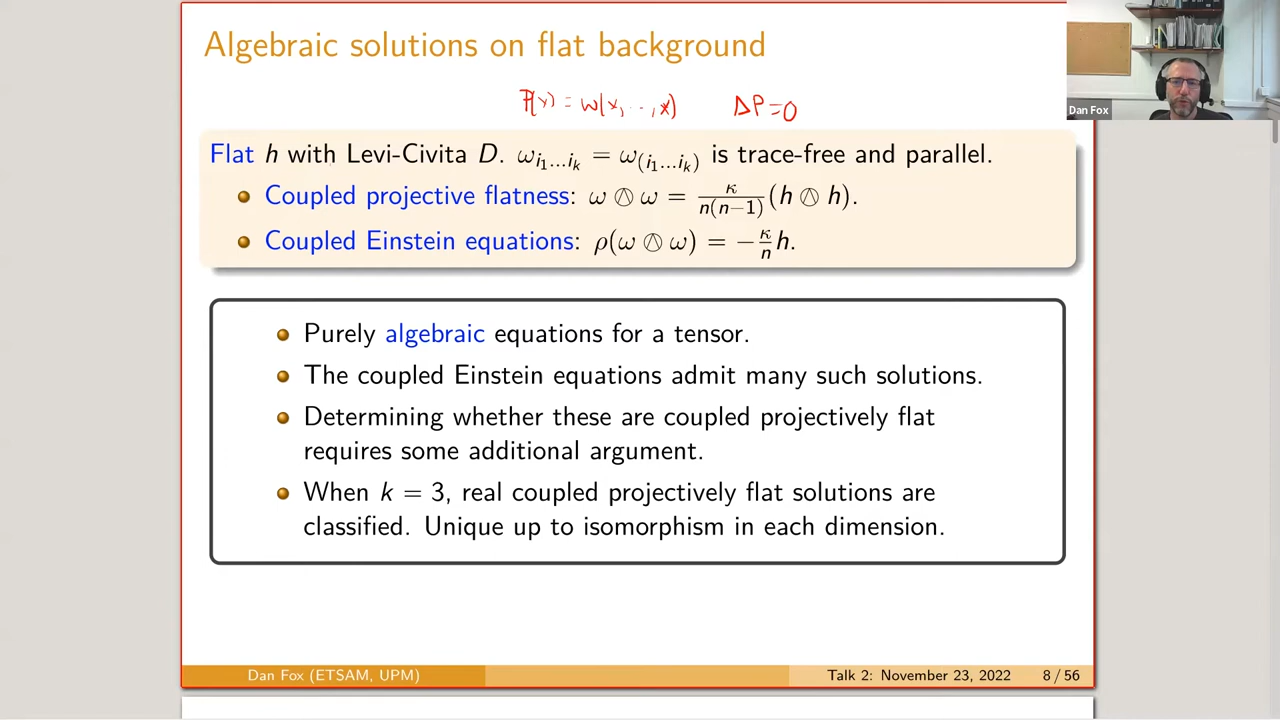 Algebraic solutions on flat background
P(x) = ω(x, ..., x)    ΔP = 0
Flat h with Levi-Civita D. ω_{i_1...i_k} = ω_{(i_1...i_k)} is trace-free and parallel.
Coupled projective flatness: ω ⨹ ω = \frac{κ}{n(n−1)}(h ⨹ h).
Coupled Einstein equations: ρ(ω ⨹ ω) = −\frac{κ}{n}h.
Purely algebraic equations for a tensor.
The coupled Einstein equations admit many such solutions.
Determining whether these are coupled projectively flat
requires some additional argument.
When k = 3, real coupled projectively flat solutions are
classified. Unique up to isomorphism in each dimension.
Dan Fox (ETSAM, UPM)
Talk 2: November 23, 2022
8 / 56
Dan Fox